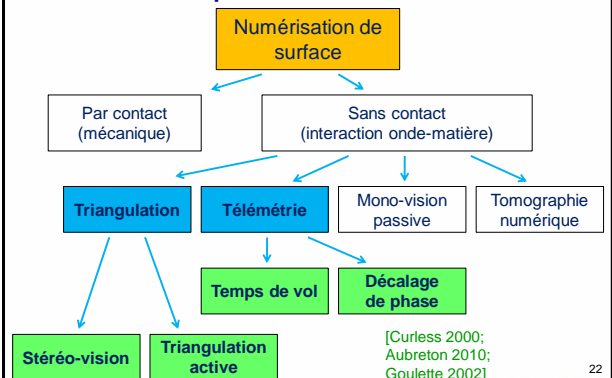 Numérisation de
surface
Par contact
(mécanique)
Sans contact
(interaction onde-matière)
Triangulation
Télémétrie
Mono-vision
passive
Tomographie
numérique
Temps de vol
Décalage
de phase
Stéréo-vision
Triangulation
active
[Curless 2000;
Aubreton 2010;
Goulette 2002]
22